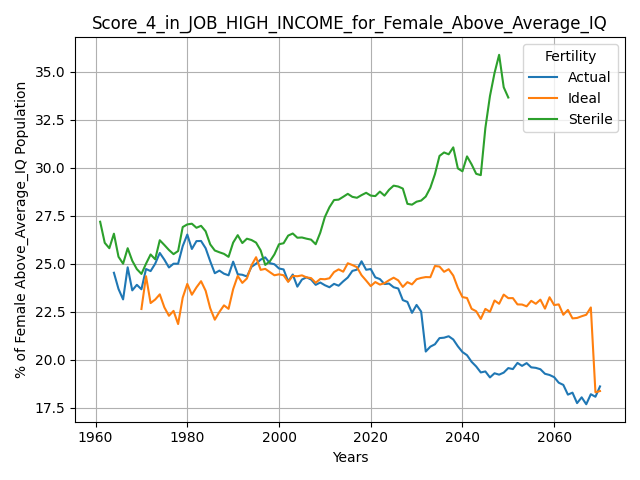 Score_4_in_JOB_HIGH_INCOME_for_Female_Above_Average_IQ
% of Female Above_Average_IQ Population
35.0
32.5
30.0
27.5
25.0
22.5
20.0
17.5
Fertility
Actual
Ideal
Sterile
1960 1980 2000 2020 2040 2060
Years